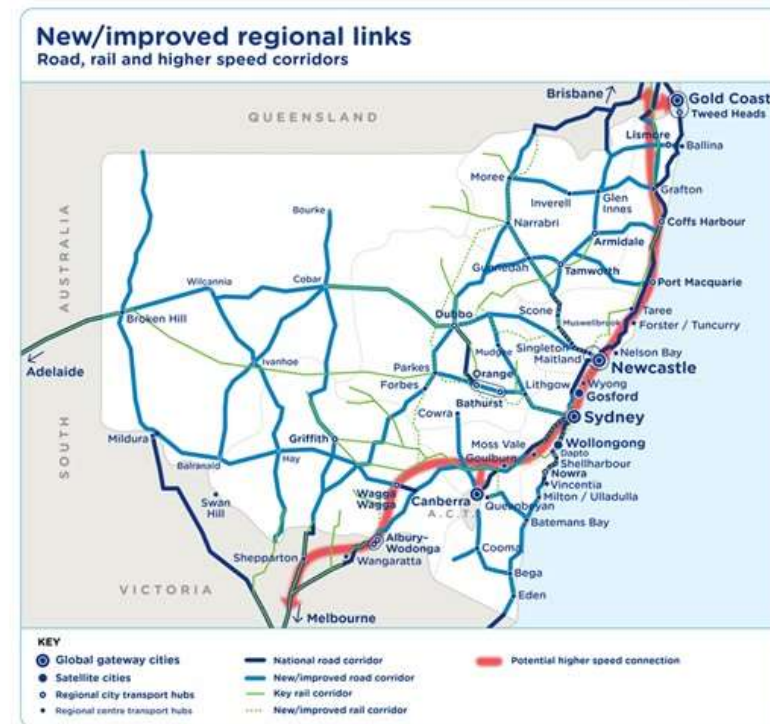 New/improved regional links
Road, rail and higher speed corridors
Brisbane
Gold Coast
Tweed Heads
QUEENSLAND
Lismore
Ballina
Moree
Inverell
Glen
Innes
Grafton
Bourke
Narrabri
Coffs Harbour
Armidale
Gunnedah
Tamworth
Wilcannia
Cobar
Port Macquarie
AUSTRALIA
Scone
Taree
Broken Hill
Dubbo
Muswellbrook
Forster / Tuncurry
Singleton
Mudgee
Maitland
Nelson Bay
Ivanhoe
Newcastle
Adelaide
Parkes
Orange
Lithgow
Wyong
Forbes
Gosford
Bathurst
Cowra
Sydney
SOUTH
Mildura
Griffith
Moss Vale
Wollongong
Goulburn
Dapto
Balranald
Hay
Shellharbour
Nowra
Swan
Hill
Wagga
Wagga
Canberra
Vincentia
Queanbeyan
Milton / Ulladulla
A.C.T.
Batemans Bay
Albury-
Wodonga
Shepparton
Wangaratta
Cooma
Bega
VICTORIA
Eden
Melbourne
KEY
Global gateway cities
Satellite cities
Regional city transport hubs
Regional centre transport hubs
National road corridor
New/improved road corridor
Key rail corridor
New/improved rail corridor
Potential higher speed connection